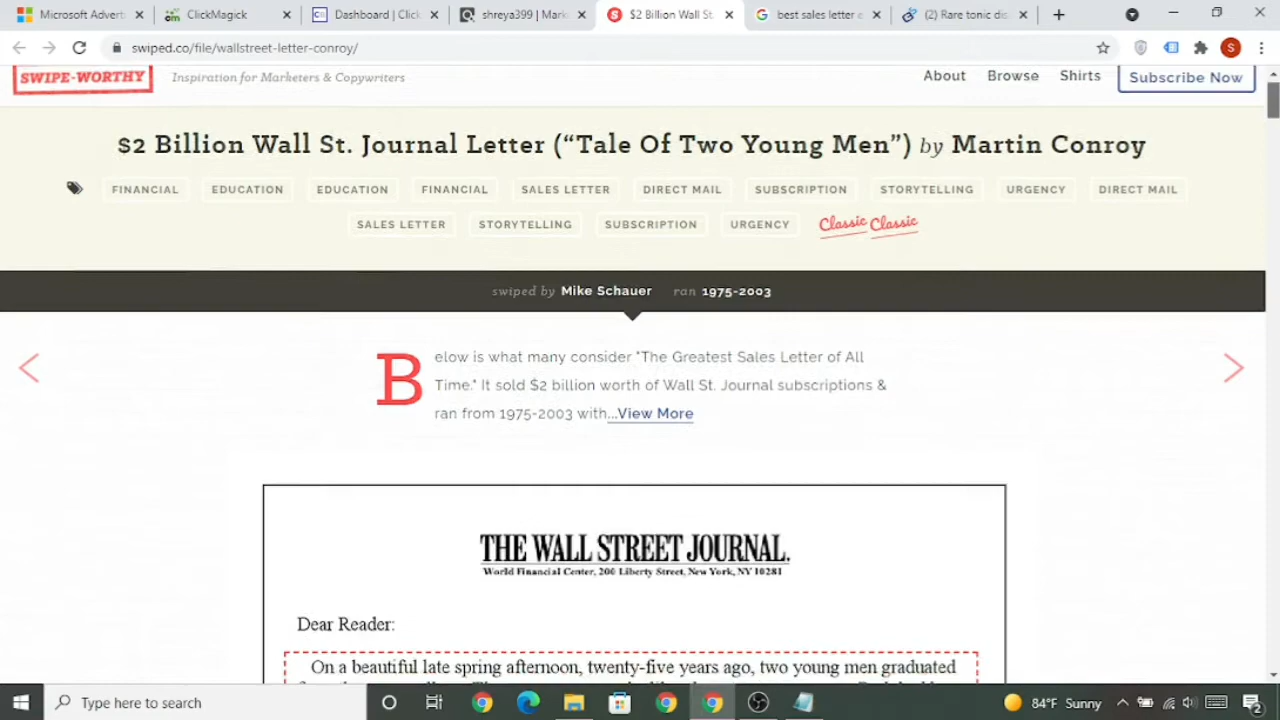 Microsoft Advert
ClickMagick
Dashboard | Click
shreya399 | Mark
$2 Billion Wall St.
best sales letter
(2) Rare tonic dis
swiped.co/file/wallstreet-letter-conroy/
S
SWIPE-WORTHY
Inspiration for Marketers & Copywriters
About
Browse
Shirts
Subscribe Now
$2 Billion Wall St. Journal Letter (“Tale Of Two Young Men”) by Martin Conroy
FINANCIAL EDUCATION EDUCATION FINANCIAL SALES LETTER DIRECT MAIL SUBSCRIPTION STORYTELLING URGENCY DIRECT MAIL
SALES LETTER STORYTELLING SUBSCRIPTION URGENCY Classic Classic
swiped by Mike Schauer ran 1975-2003
Below is what many consider "The Greatest Sales Letter of All
Time." It sold $2 billion worth of Wall St. Journal subscriptions &
ran from 1975-2003 with...View More
THE WALL STREET JOURNAL.
World Financial Center, 200 Liberty Street, New York, NY 10281
Dear Reader:
On a beautiful late spring afternoon, twenty-five years ago, two young men graduated
Type here to search
84°F Sunny
2